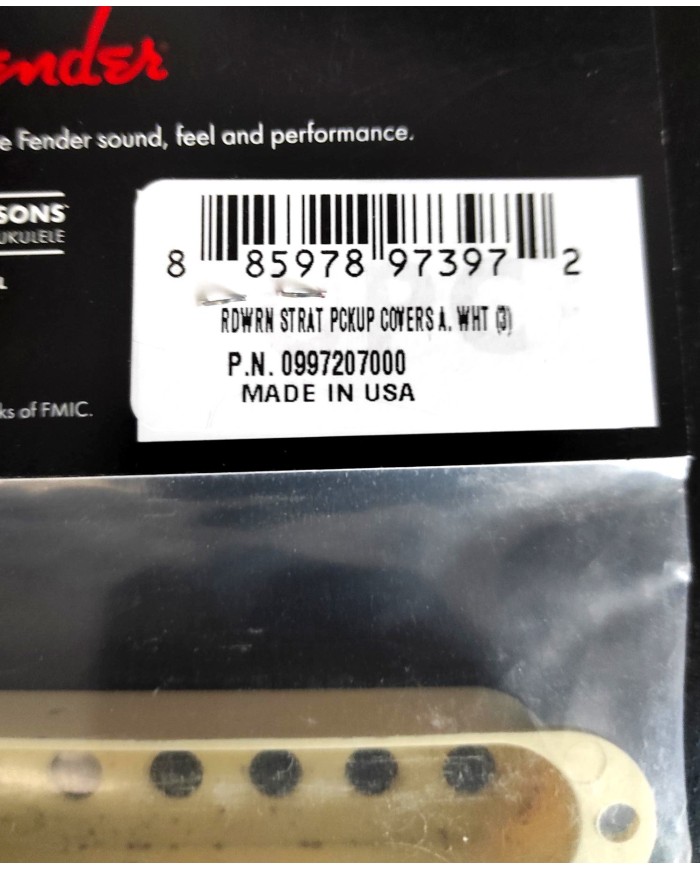 ender
e Fender sound, feel and performance.
SONS
UKULELE
L
8 85978 97397 2
RDWRN STRAT PCKUP COVERS A. WHT (3)
P.N. 0997207000
MADE IN USA
ks of FMIC.